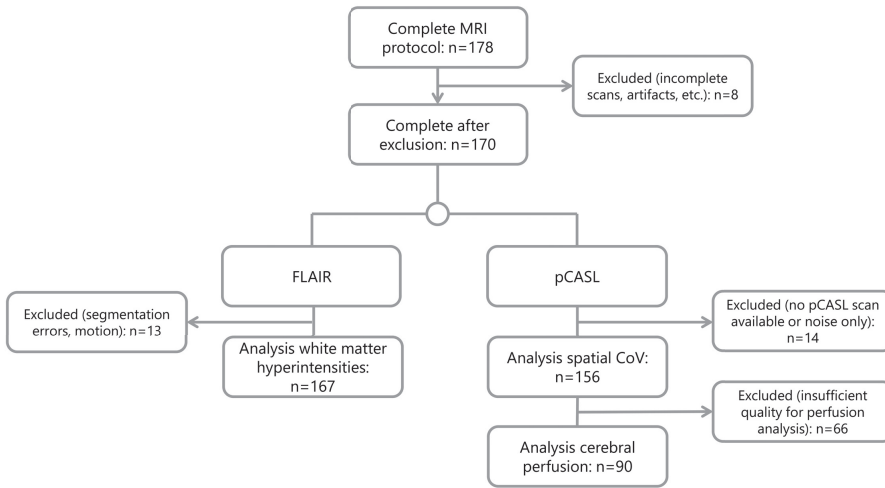 Complete MRI
protocol: n=178
Excluded (incomplete
scans, artifacts, etc.): n=8
Complete after
exclusion: n=170
FLAIR
pCASL
Excluded (segmentation
errors, motion): n=13
Excluded (no pCASL scan
available or noise only):
n=14
Analysis white matter
hyperintensities:
n=167
Analysis spatial CoV:
n=156
Excluded (insufficient
quality for perfusion
analysis): n=66
Analysis cerebral
perfusion: n=90